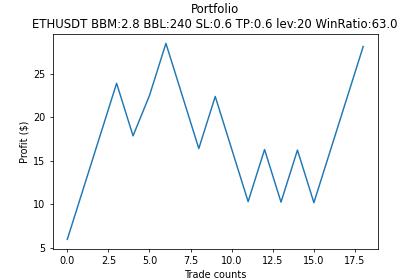 Portfolio
ETHUSDT BBM:2.8 BBL:240 SL:0.6 TP:0.6 lev:20 WinRatio:63.0
25
20
15
10
5
Profit ($)
0.0 2.5 5.0 7.5 10.0 12.5 15.0 17.5
Trade counts